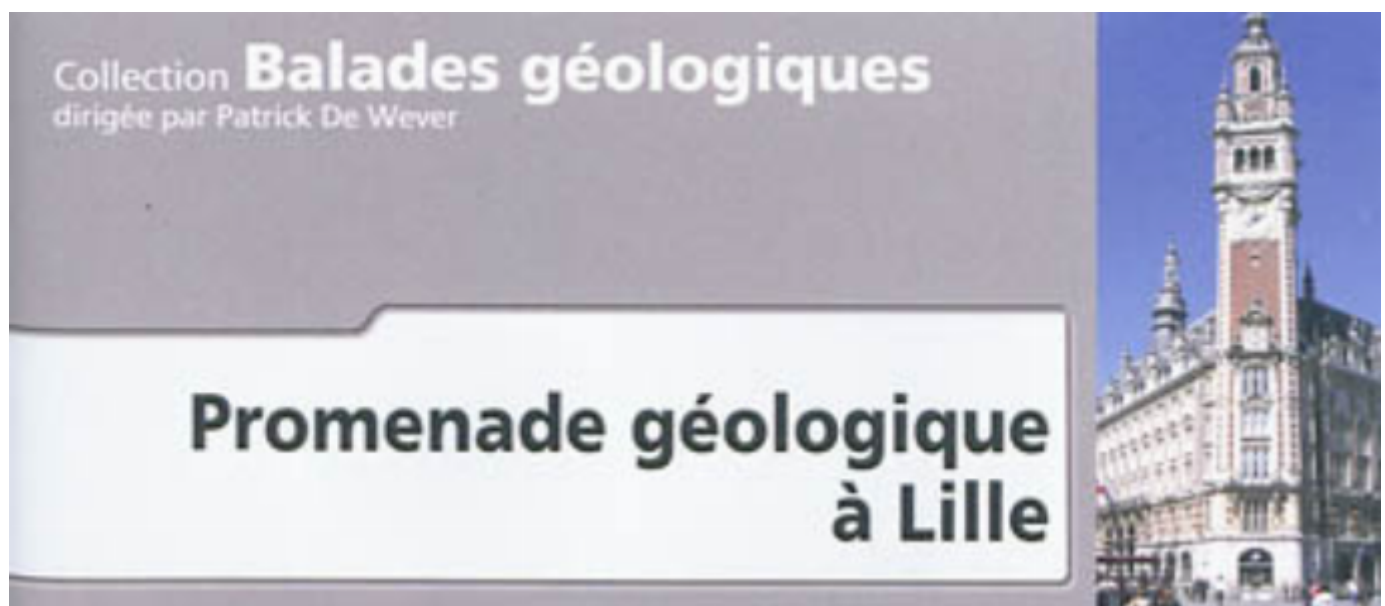 Collection Balades géologiques
dirigée par Patrick De Wever
Promenade géologique
à Lille